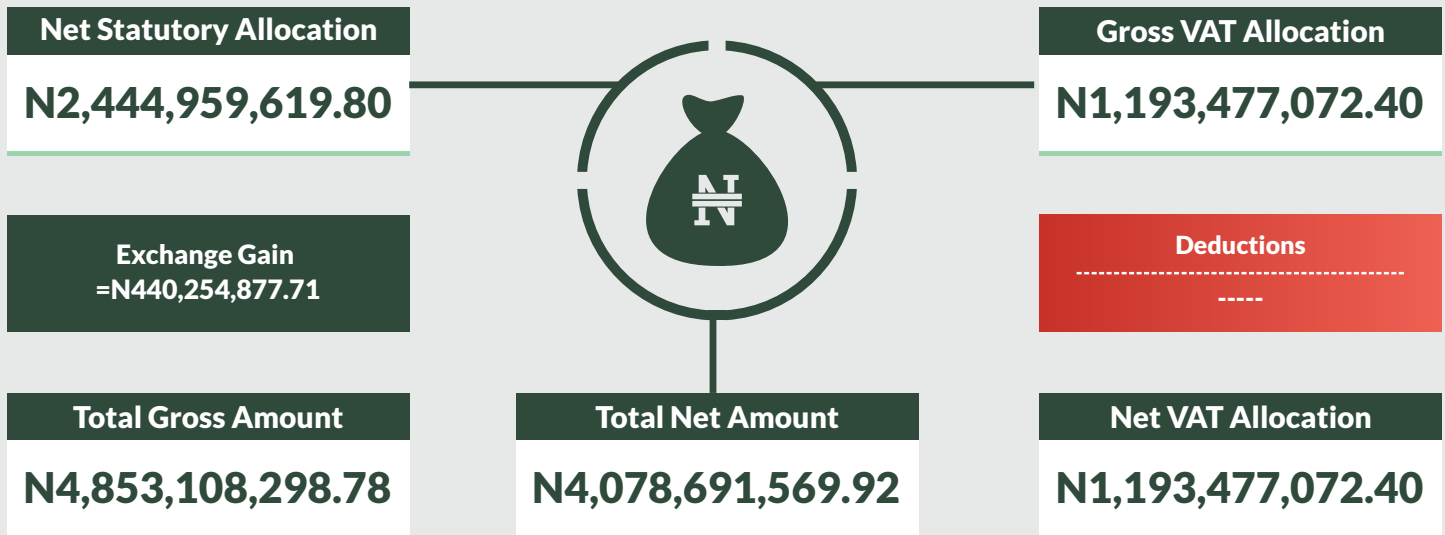 Net Statutory Allocation
N2,444,959,619.80
Gross VAT Allocation
N1,193,477,072.40
₦
Exchange Gain
=N440,254,877.71
Deductions
---------------------------------------------
-----
Total Gross Amount
N4,853,108,298.78
Total Net Amount
N4,078,691,569.92
Net VAT Allocation
N1,193,477,072.40